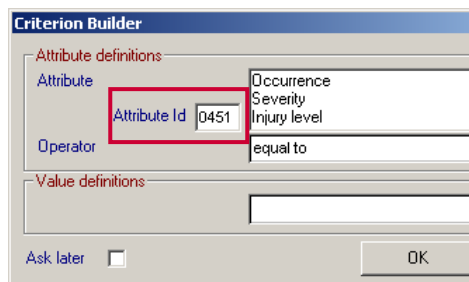 Criterion Builder
Attribute definitions
Attribute
Occurrence
Severity
Attribute Id 0451 Injury level
Operator equal to
Value definitions
Ask later OK